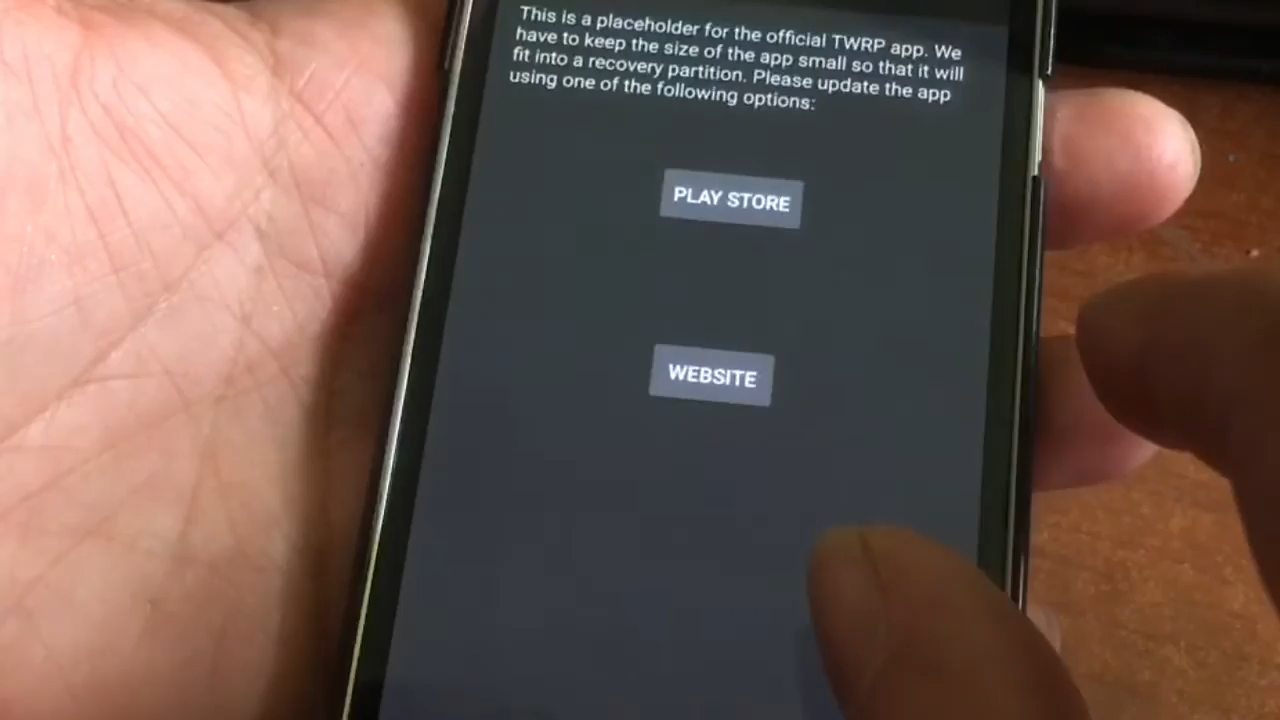 This is a placeholder for the official TWRP app. We
have to keep the size of the app small so that it will
fit into a recovery partition. Please update the app
using one of the following options:
PLAY STORE
WEBSITE